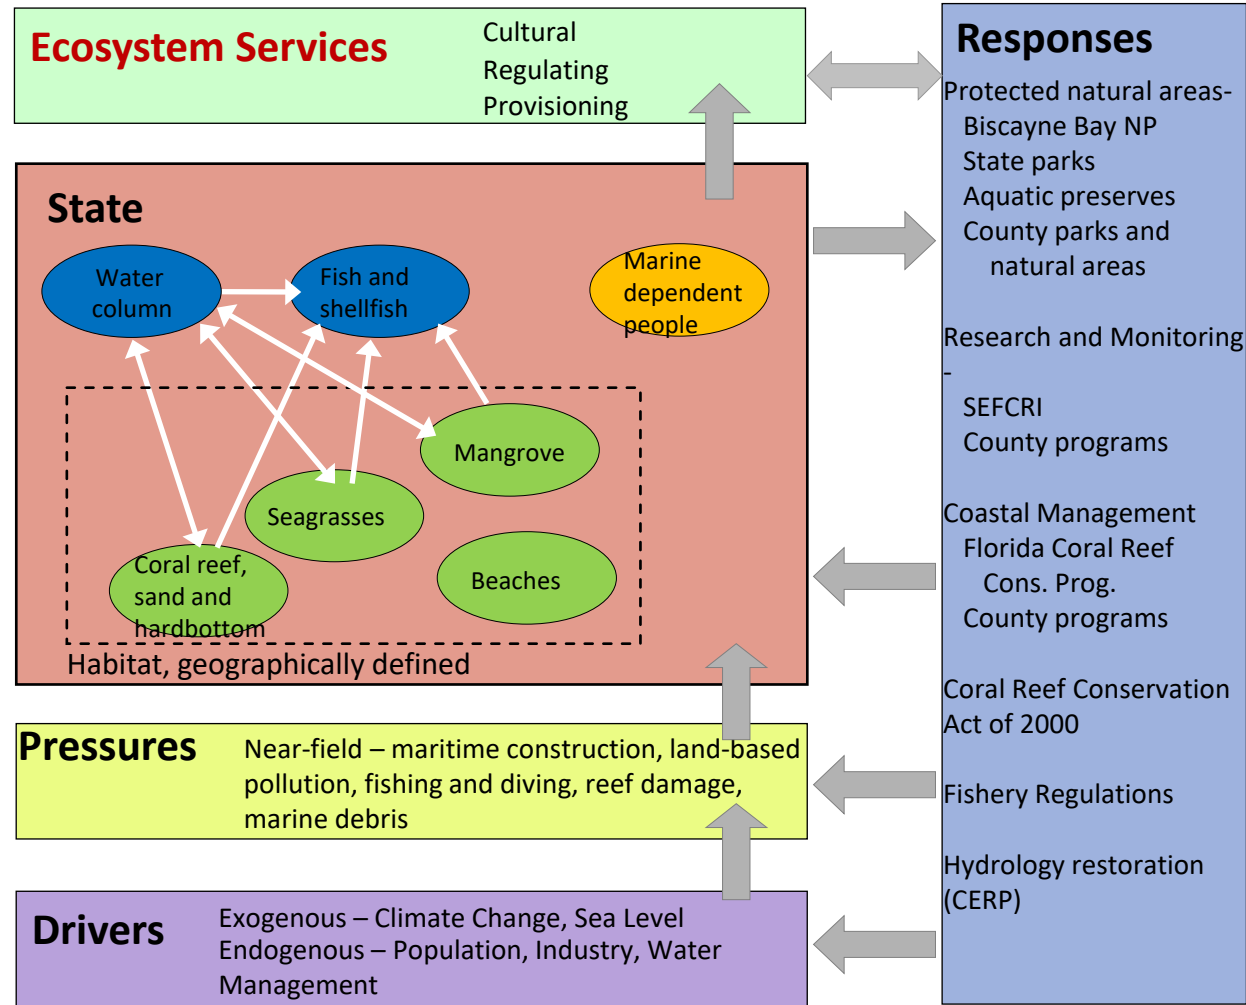 Ecosystem Services
Cultural
Regulating
Provisioning
State
Water
column
Fish and
shellfish
Marine
dependent
people
Mangrove
Seagrasses
Coral reef,
sand and
hardbottom
Beaches
Habitat, geographically defined
Pressures
Near-field – maritime construction, land-based
pollution, fishing and diving, reef damage,
marine debris
Drivers
Exogenous – Climate Change, Sea Level
Endogenous – Population, Industry, Water
Management
Responses
Protected natural areas-
Biscayne Bay NP
State parks
Aquatic preserves
County parks and
natural areas
Research and Monitoring
-
SEFCRI
County programs
Coastal Management
Florida Coral Reef
Cons. Prog.
County programs
Coral Reef Conservation
Act of 2000
Fishery Regulations
Hydrology restoration
(CERP)